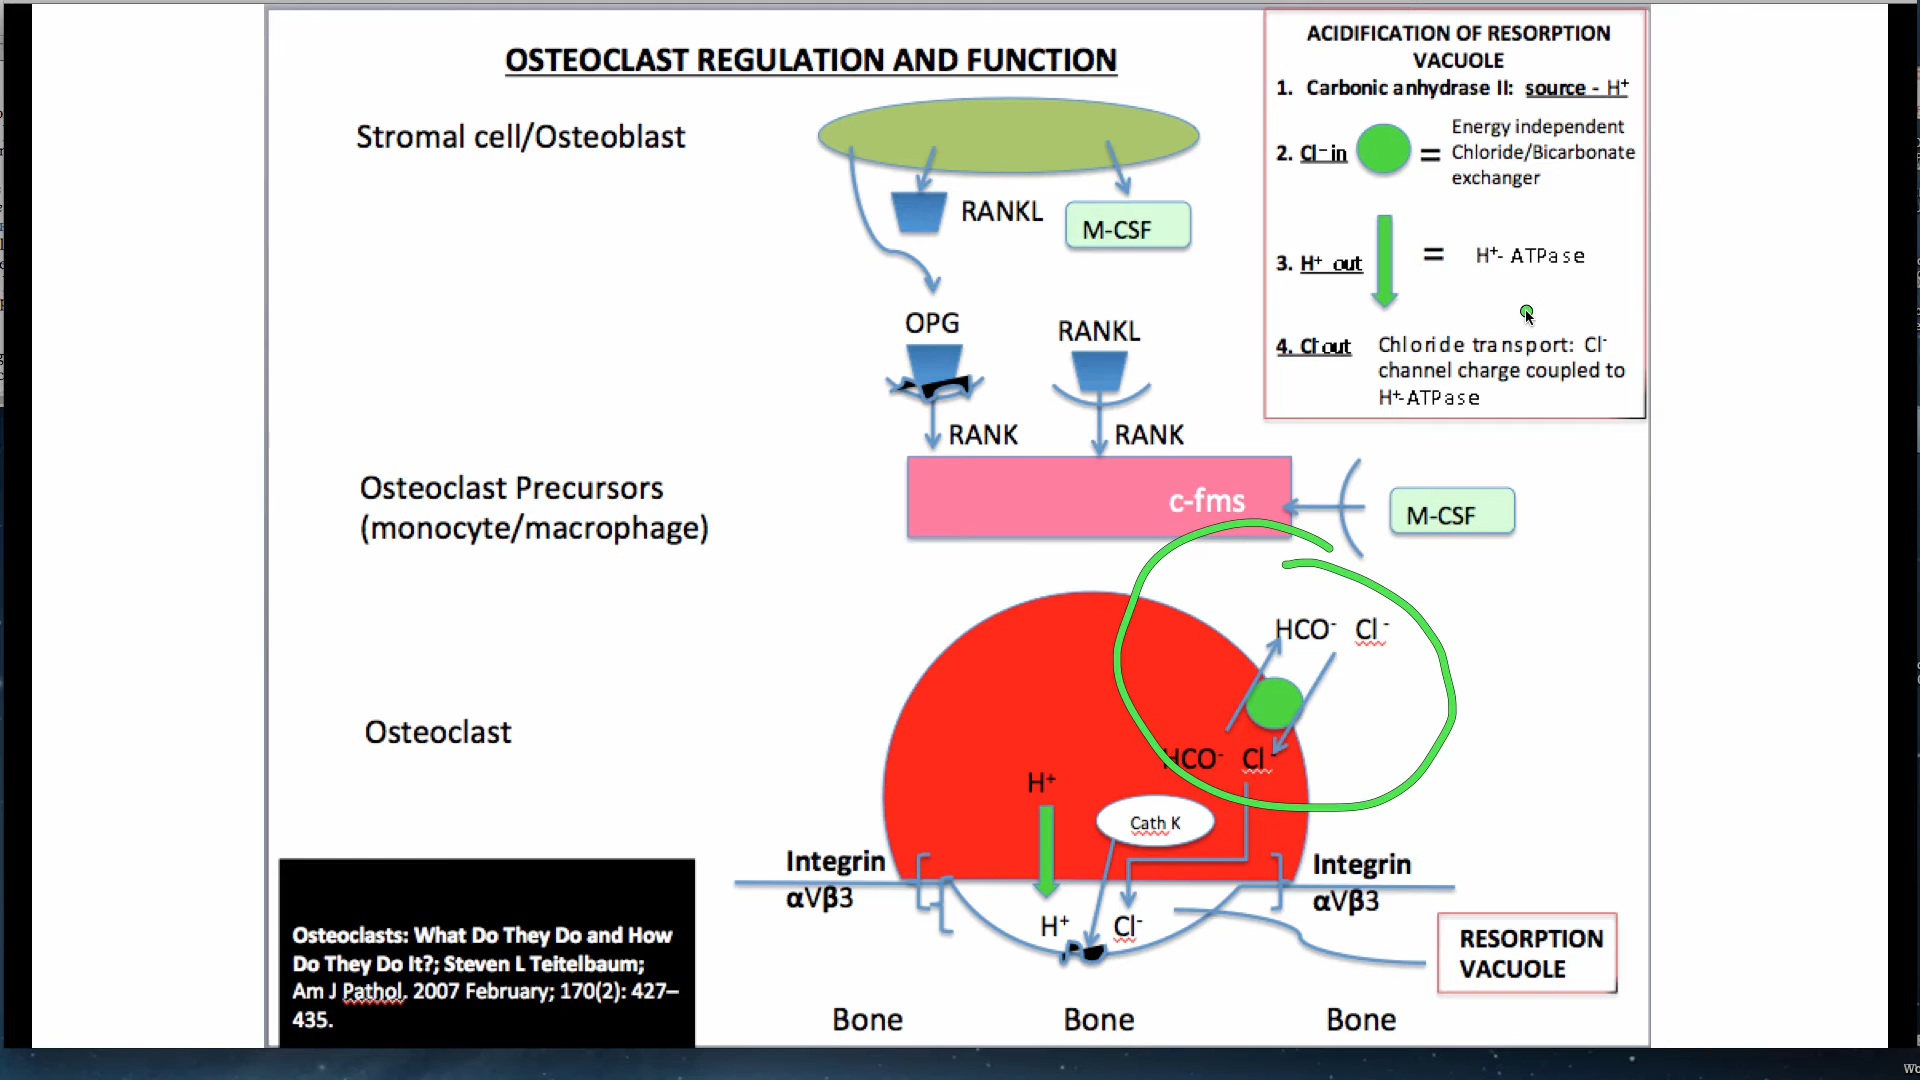 OSTEOCLAST REGULATION AND FUNCTION
Stromal cell/Osteoblast
RANKL
M-CSF
OPG
RANKL
RANK
RANK
Osteoclast Precursors
(monocyte/macrophage)
c-fms
M-CSF
HCO⁻ Cl⁻
Osteoclast
HCO⁻ Cl⁻
H⁺
Cath K
Integrin
αVβ3
Integrin
αVβ3
H⁺
Cl⁻
RESORPTION
VACUOLE
Bone
Bone
Bone
ACIDIFICATION OF RESORPTION
VACUOLE
1. Carbonic anhydrase II: source - H⁺
2. Cl⁻ in = Energy independent
Chloride/Bicarbonate
exchanger
3. H⁺ out = H⁺- ATPase
4. Cl⁻ out Chloride transport: Cl⁻
channel charge coupled to
H⁺-ATPase
Osteoclasts: What Do They Do and How
Do They Do It?; Steven L Teitelbaum;
Am J Pathol. 2007 February; 170(2): 427–
435.